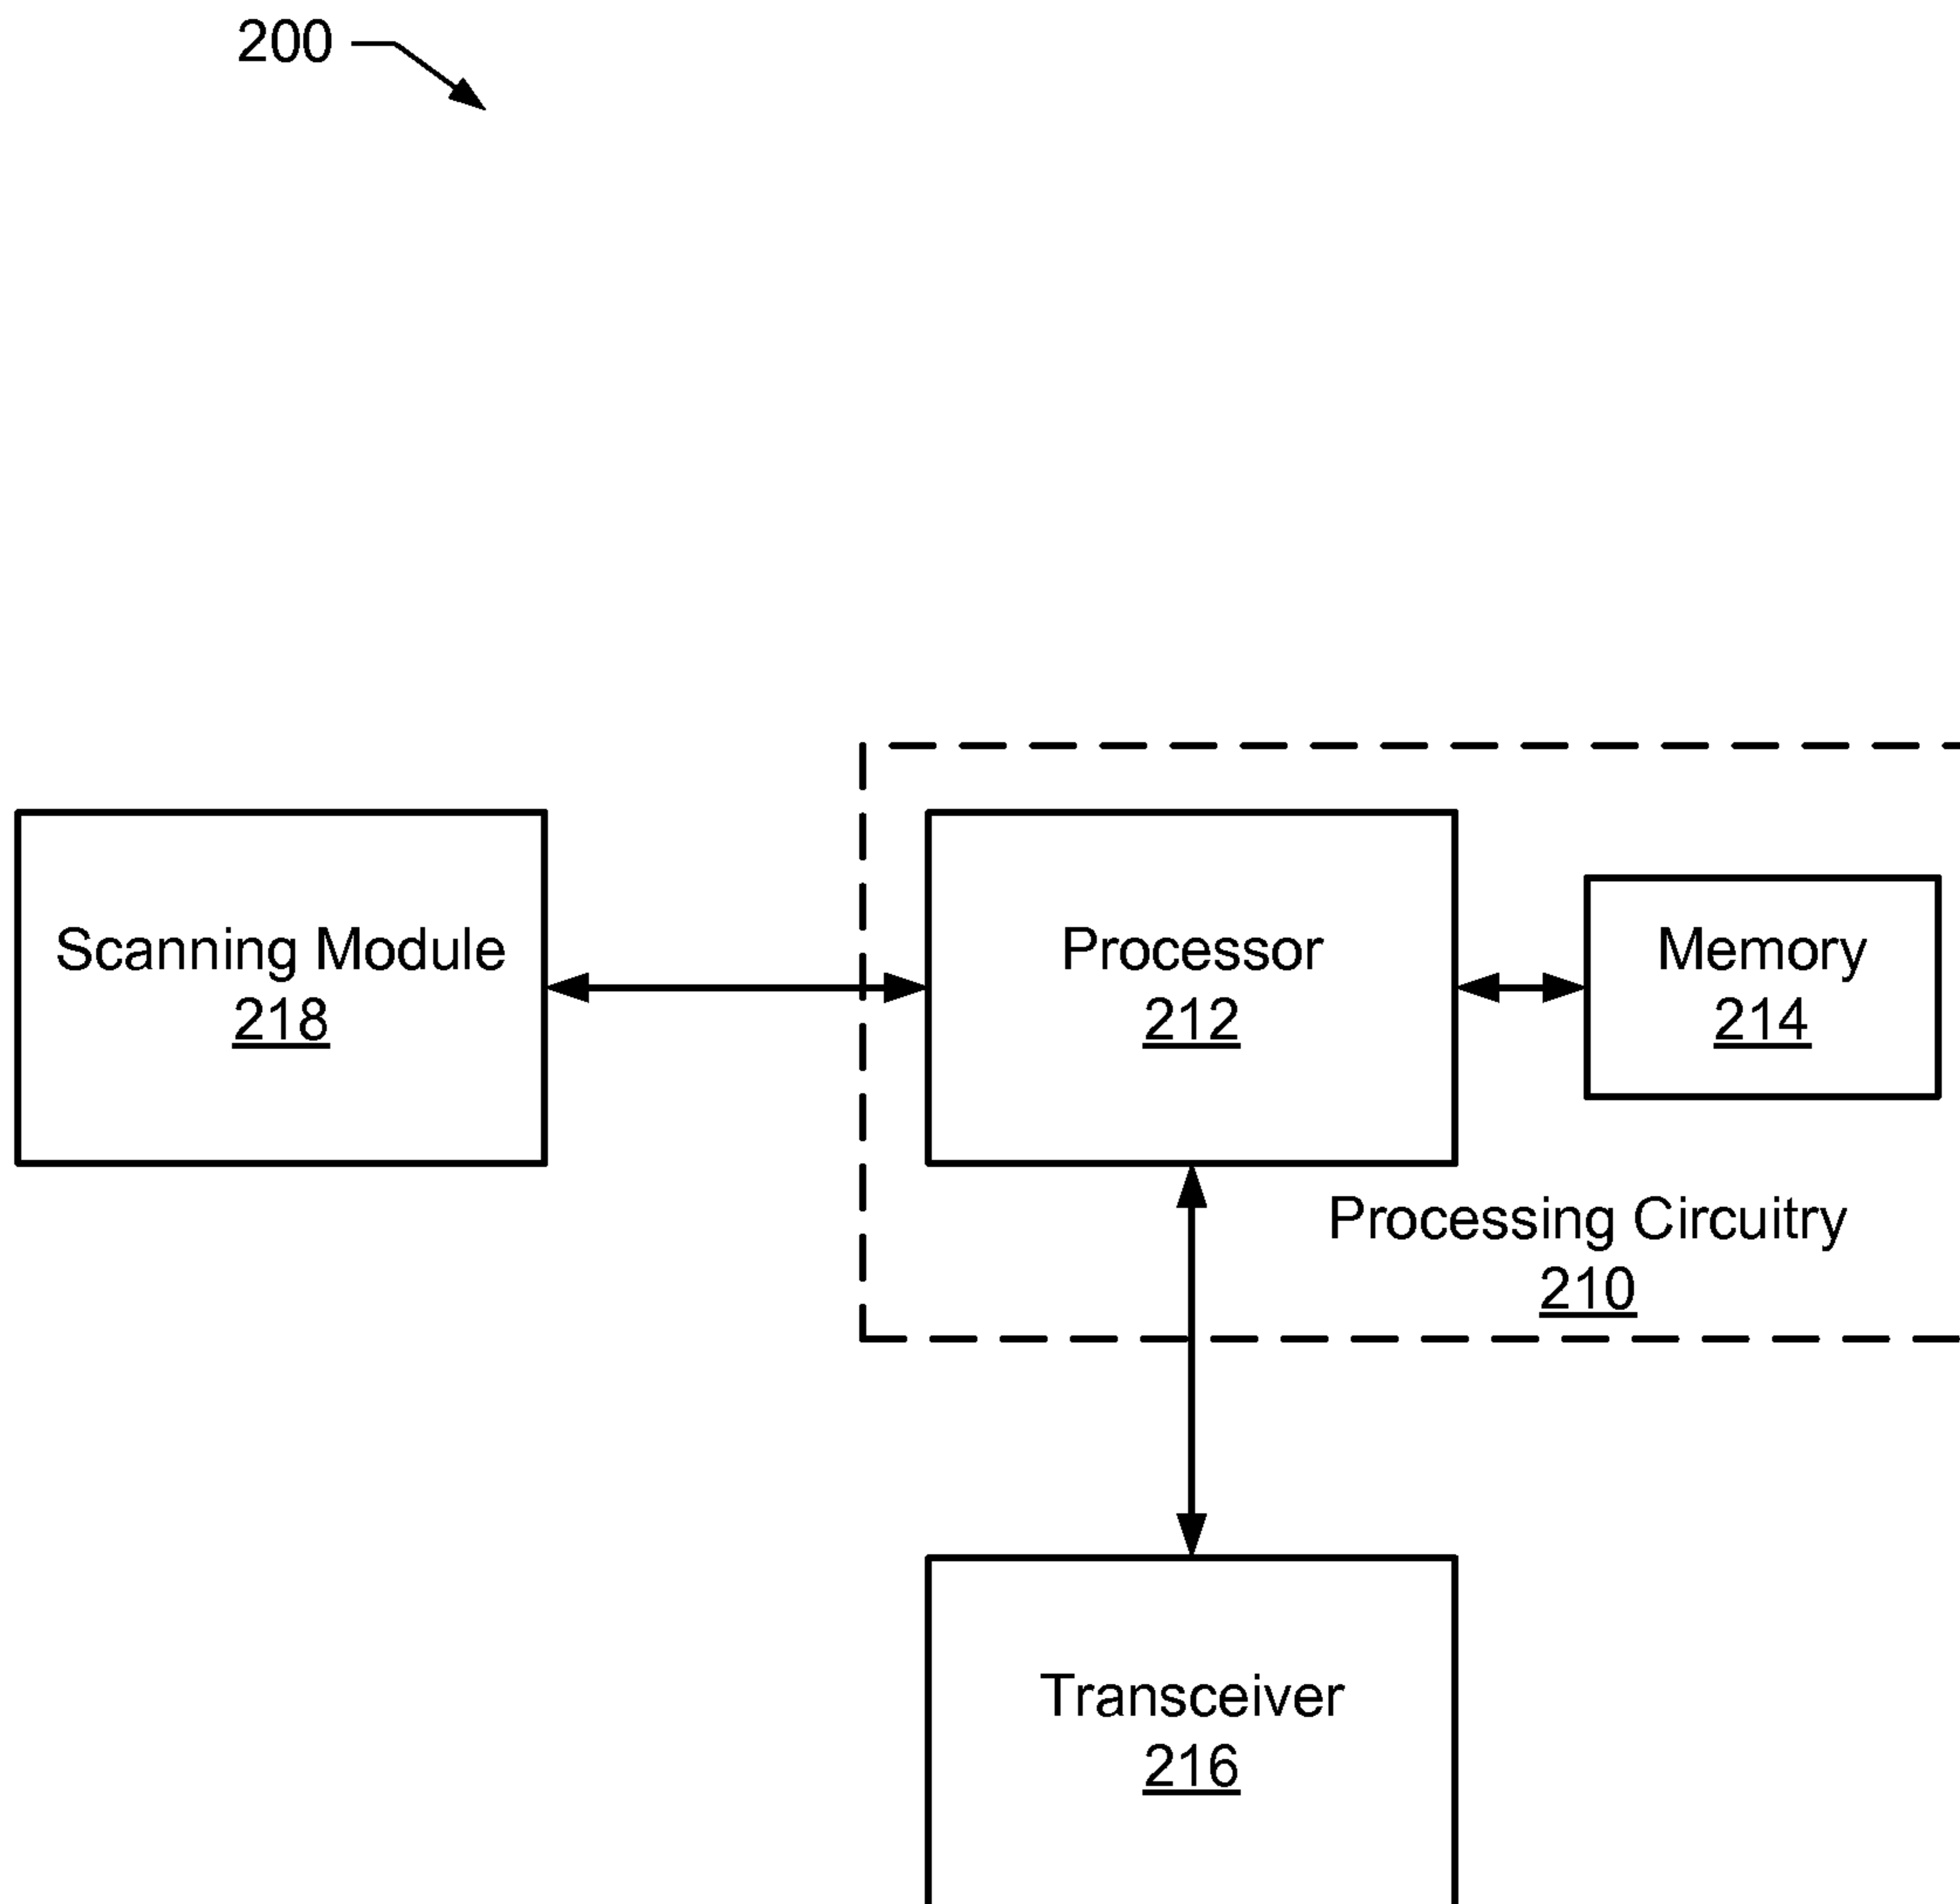 200
Scanning Module
218
Processor
212
Memory
214
Processing Circuitry
210
Transceiver
216